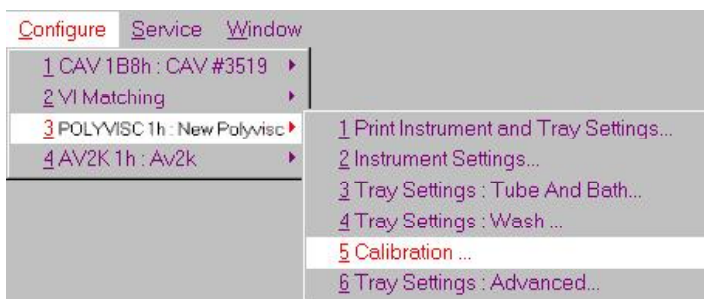 Configure Service Window
1 CAV 1B8h : CAV #3519
2 VI Matching
3 POLYVISC 1h : New Polyvisc
4 AV2K 1h : Av2k
1 Print Instrument and Tray Settings...
2 Instrument Settings...
3 Tray Settings : Tube And Bath...
4 Tray Settings : Wash ...
5 Calibration ...
6 Tray Settings : Advanced...